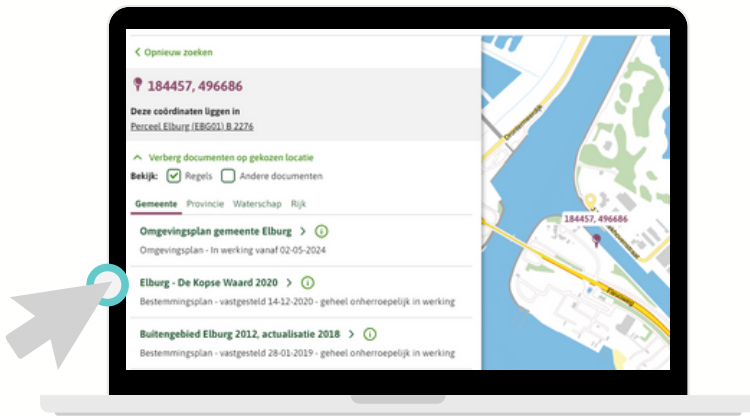 Opnieuw zoeken
184457, 496686
Deze coördinaten liggen in
Perceel Elburg (EBG01) B 2276
Verberg documenten op gekozen locatie
Bekijk: Regels Andere documenten
Gemeente Provincie Waterschap Rijk
Omgevingsplan gemeente Elburg
Omgevingsplan - In werking vanaf 02-05-2024
Elburg - De Kopse Waard 2020
Bestemmingsplan - vastgesteld 14-12-2020 - geheel onherroepelijk in werking
Buitengebied Elburg 2012, actualisatie 2018
Bestemmingsplan - vastgesteld 28-01-2019 - geheel onherroepelijk in werking
Drontermeerdijk
184457, 496686